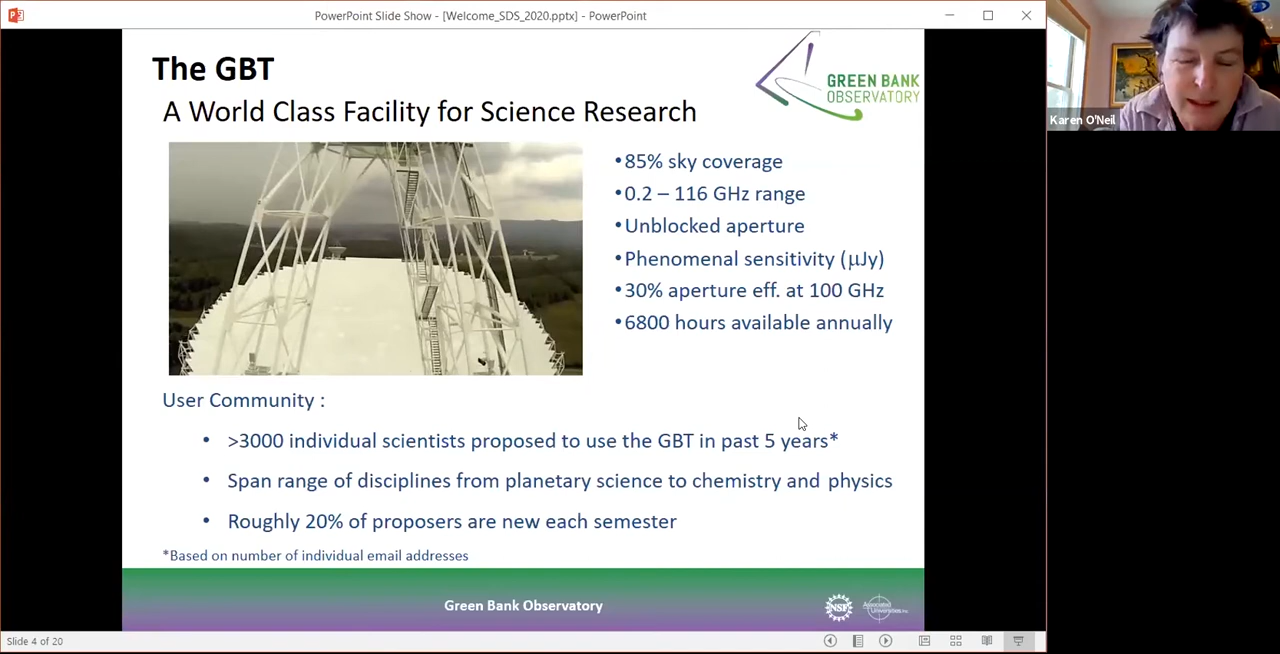 PowerPoint Slide Show - [Welcome_SDS_2020.pptx] - PowerPoint
The GBT
A World Class Facility for Science Research
GREEN BANK
OBSERVATORY
Karen O'Neil
•85% sky coverage
•0.2 – 116 GHz range
•Unblocked aperture
•Phenomenal sensitivity (μJy)
•30% aperture eff. at 100 GHz
•6800 hours available annually
User Community :
• >3000 individual scientists proposed to use the GBT in past 5 years*
• Span range of disciplines from planetary science to chemistry and physics
• Roughly 20% of proposers are new each semester
*Based on number of individual email addresses
Green Bank Observatory
NSF
Associated
Universities, Inc.
Slide 4 of 20